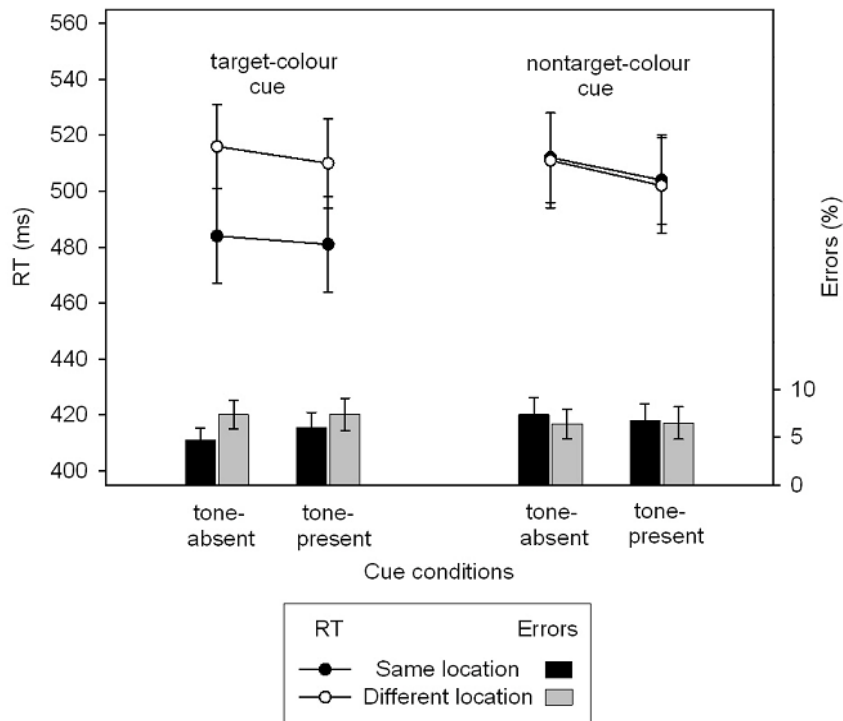 560
540
520
500
480
460
440
420
400
RT (ms)
target-colour
cue
nontarget-colour
cue
10
5
0
Errors (%)
tone-
absent
tone-
present
tone-
absent
tone-
present
Cue conditions
RT Errors
Same location
Different location